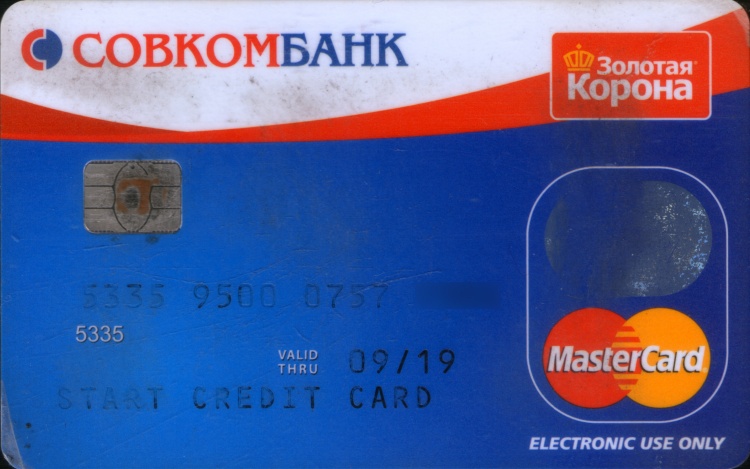 СОВКОМБАНК
Золотая
Корона
5335 9500 0757
5335
VALID THRU 09/19
START CREDIT CARD
MasterCard
ELECTRONIC USE ONLY